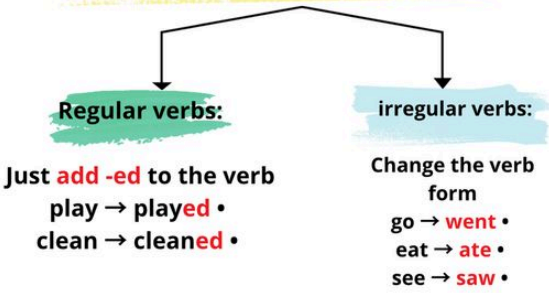 Regular verbs:
Just add -ed to the verb
play → played •
clean → cleaned •
irregular verbs:
Change the verb
form
go → went •
eat → ate •
see → saw •